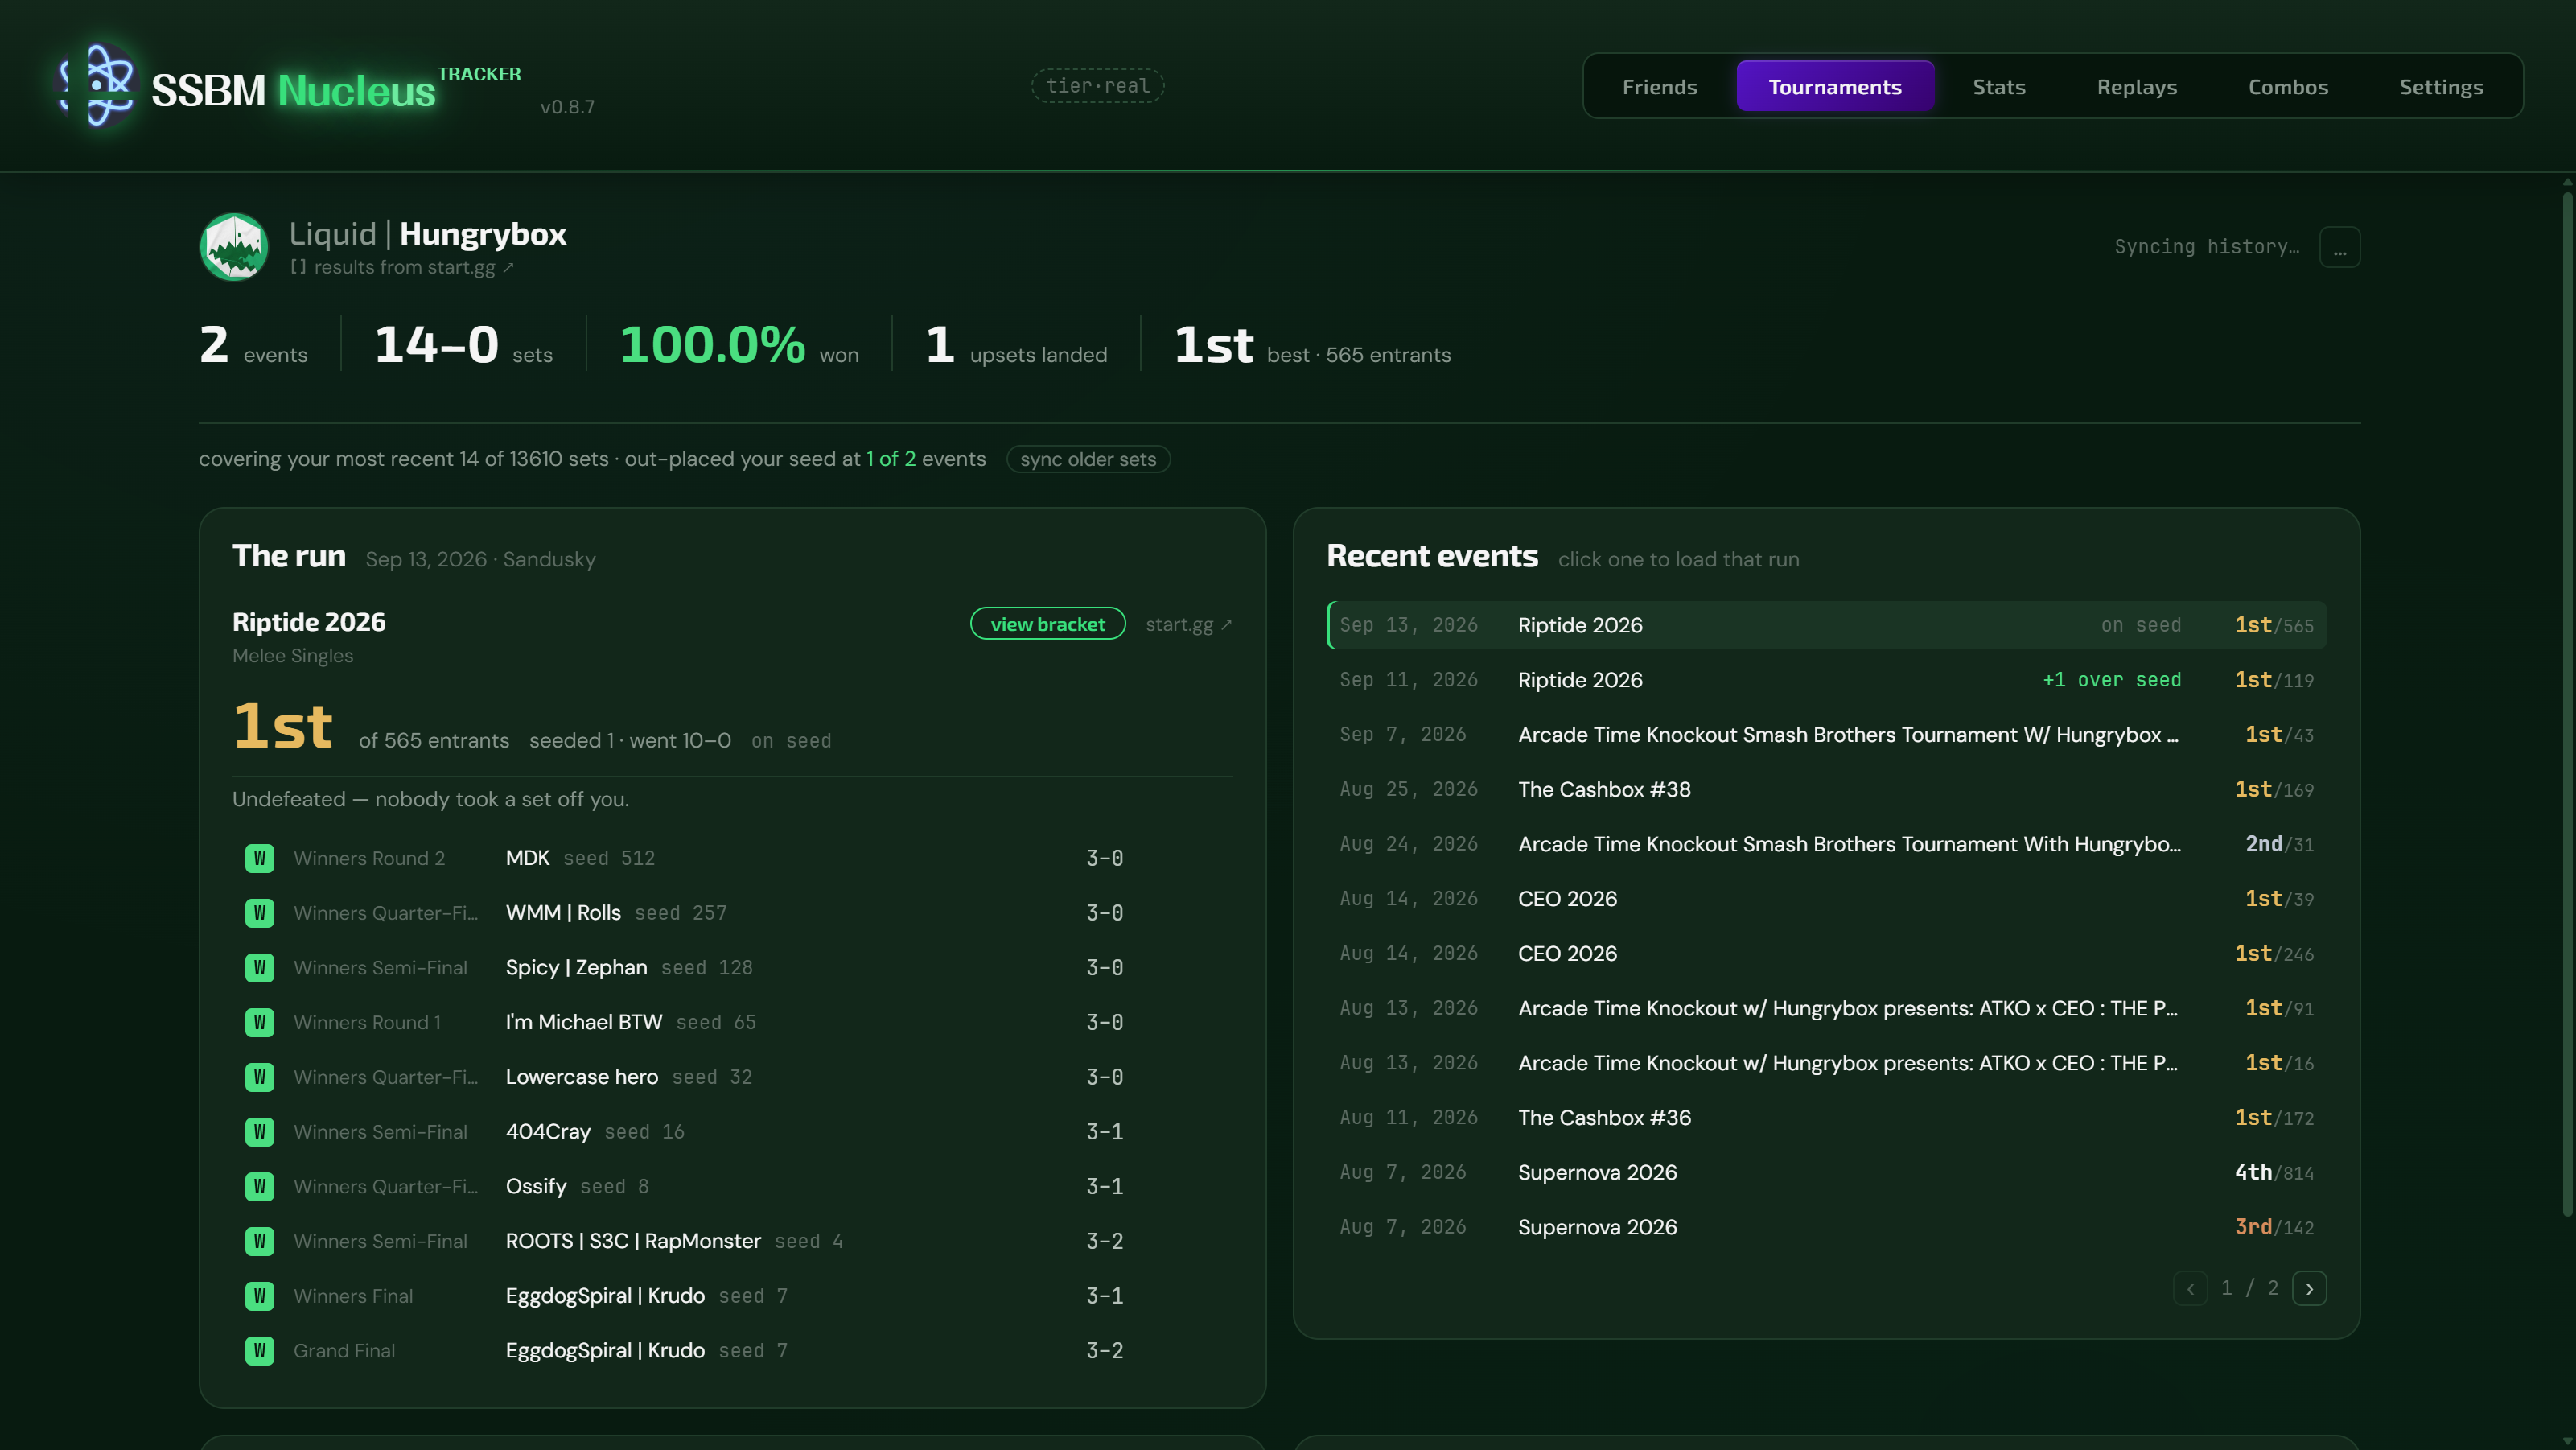 SSBM Nucleus TRACKER v0.8.7
tier·real
Friends Tournaments Stats Replays Combos Settings
Liquid | Hungrybox
[] results from start.gg ↗
Syncing history… …
2 events 14–0 sets 100.0% won 1 upsets landed 1st best · 565 entrants
covering your most recent 14 of 13610 sets · out-placed your seed at 1 of 2 events sync older sets
The run Sep 13, 2026 · Sandusky
Riptide 2026 view bracket start.gg ↗
Melee Singles
1st of 565 entrants seeded 1 · went 10–0 on seed
Undefeated — nobody took a set off you.
W Winners Round 2 MDK seed 512 3–0
W Winners Quarter-Fi… WMM | Rolls seed 257 3–0
W Winners Semi-Final Spicy | Zephan seed 128 3–0
W Winners Round 1 I'm Michael BTW seed 65 3–0
W Winners Quarter-Fi… Lowercase hero seed 32 3–0
W Winners Semi-Final 404Cray seed 16 3–1
W Winners Quarter-Fi… Ossify seed 8 3–1
W Winners Semi-Final ROOTS | S3C | RapMonster seed 4 3–2
W Winners Final EggdogSpiral | Krudo seed 7 3–1
W Grand Final EggdogSpiral | Krudo seed 7 3–2
Recent events click one to load that run
Sep 13, 2026 Riptide 2026 on seed 1st/565
Sep 11, 2026 Riptide 2026 +1 over seed 1st/119
Sep 7, 2026 Arcade Time Knockout Smash Brothers Tournament W/ Hungrybox … 1st/43
Aug 25, 2026 The Cashbox #38 1st/169
Aug 24, 2026 Arcade Time Knockout Smash Brothers Tournament With Hungrybo… 2nd/31
Aug 14, 2026 CEO 2026 1st/39
Aug 14, 2026 CEO 2026 1st/246
Aug 13, 2026 Arcade Time Knockout w/ Hungrybox presents: ATKO x CEO : THE P… 1st/91
Aug 13, 2026 Arcade Time Knockout w/ Hungrybox presents: ATKO x CEO : THE P… 1st/16
Aug 11, 2026 The Cashbox #36 1st/172
Aug 7, 2026 Supernova 2026 4th/814
Aug 7, 2026 Supernova 2026 3rd/142
‹ 1 / 2 ›